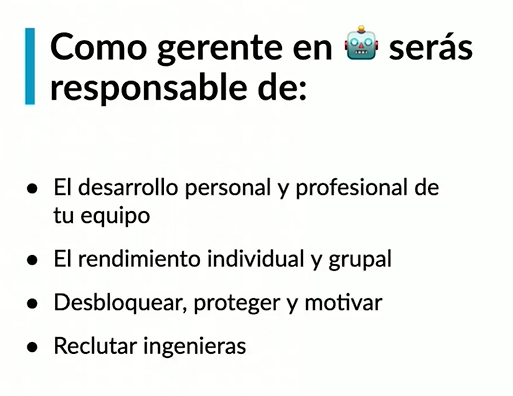 Como gerente en 🤖 serás
responsable de:
● El desarrollo personal y profesional de
tu equipo
● El rendimiento individual y grupal
● Desbloquear, proteger y motivar
● Reclutar ingenieras